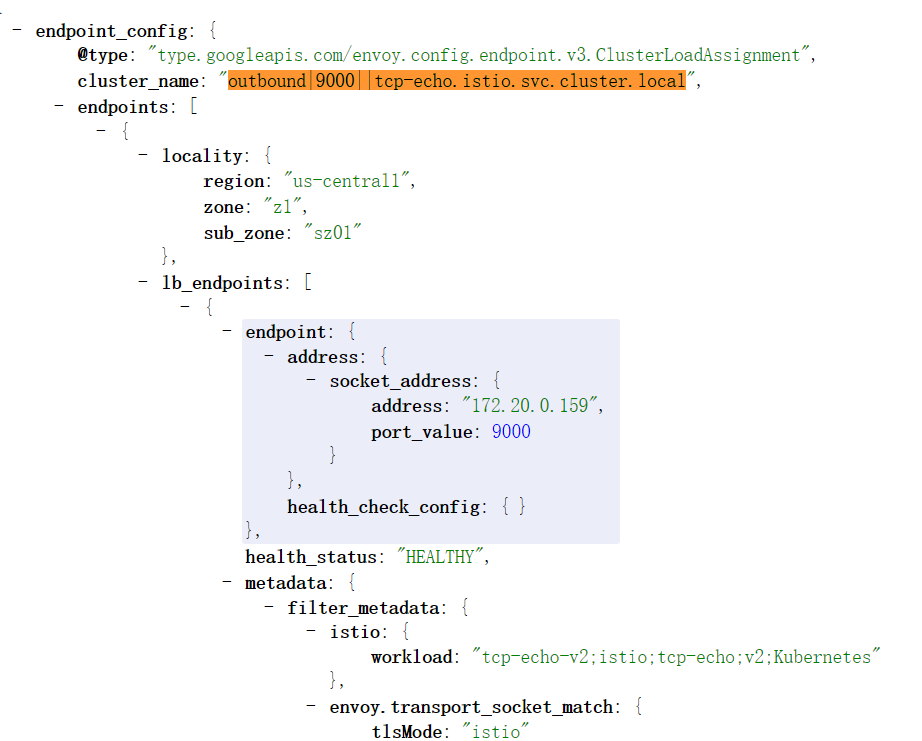 - endpoint_config: {
@type: "type.googleapis.com/envoy.config.endpoint.v3.ClusterLoadAssignment",
cluster_name: "outbound|9000||tcp-echo.istio.svc.cluster.local",
- endpoints: [
- {
- locality: {
region: "us-central1",
zone: "z1",
sub_zone: "sz01"
},
- lb_endpoints: [
- {
- endpoint: {
- address: {
- socket_address: {
address: "172.20.0.159",
port_value: 9000
}
},
health_check_config: { }
},
health_status: "HEALTHY",
- metadata: {
- filter_metadata: {
- istio: {
workload: "tcp-echo-v2;istio;tcp-echo;v2;Kubernetes"
},
- envoy.transport_socket_match: {
tlsMode: "istio"